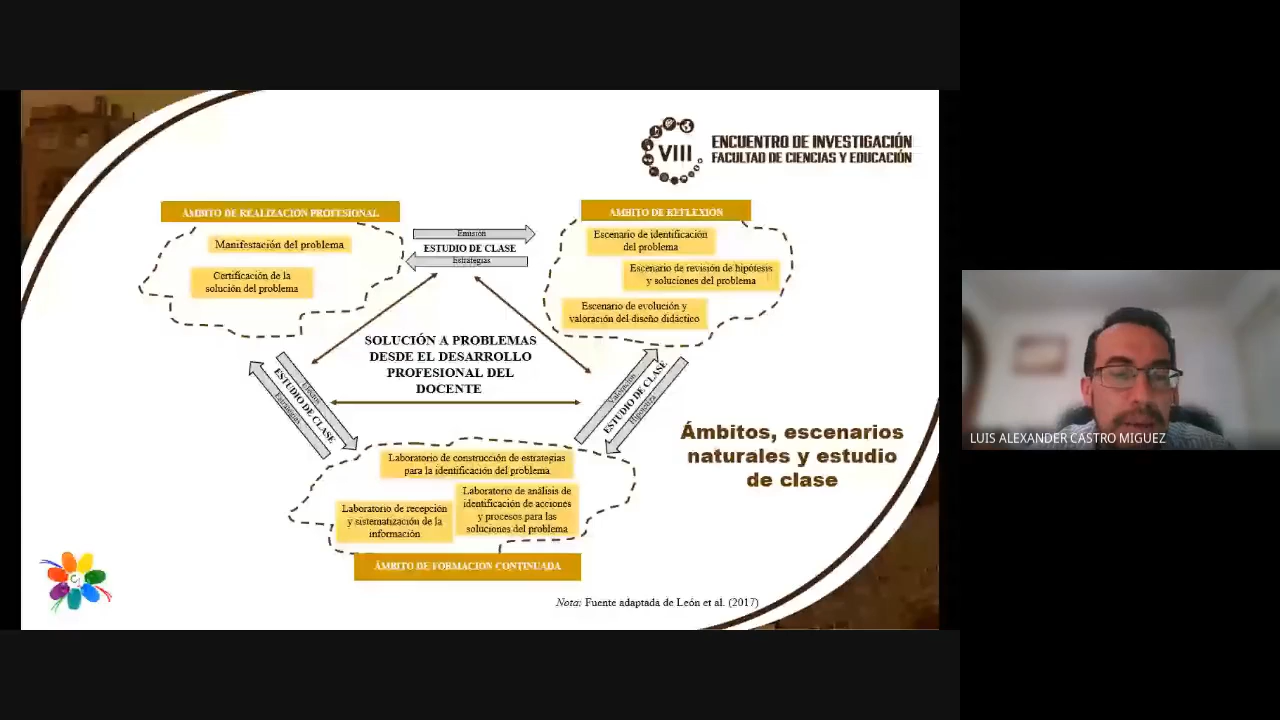 VIII
ENCUENTRO DE INVESTIGACIÓN
FACULTAD DE CIENCIAS Y EDUCACIÓN
ÁMBITO DE REALIZACIÓN PROFESIONAL
Manifestación del problema
Certificación de la
solución del problema
Emisión
ESTUDIO DE CLASE
Estrategias
ÁMBITO DE REFLEXIÓN
Escenario de identificación
del problema
Escenario de revisión de hipótesis
y soluciones del problema
Escenario de evolución y
valoración del diseño didáctico
SOLUCIÓN A PROBLEMAS
DESDE EL DESARROLLO
PROFESIONAL DEL
DOCENTE
ESTUDIO DE CLASE
Estrategias
Valoración
ESTUDIO DE CLASE
Hipótesis
Ámbitos, escenarios
naturales y estudio
de clase
Laboratorio de construcción de estrategias
para la identificación del problema
Laboratorio de recepción
y sistematización de la
información
Laboratorio de análisis de
identificación de acciones
y procesos para las
soluciones del problema
ÁMBITO DE FORMACIÓN CONTINUADA
Nota: Fuente adaptada de León et al. (2017)
LUIS ALEXANDER CASTRO MIGUEZ